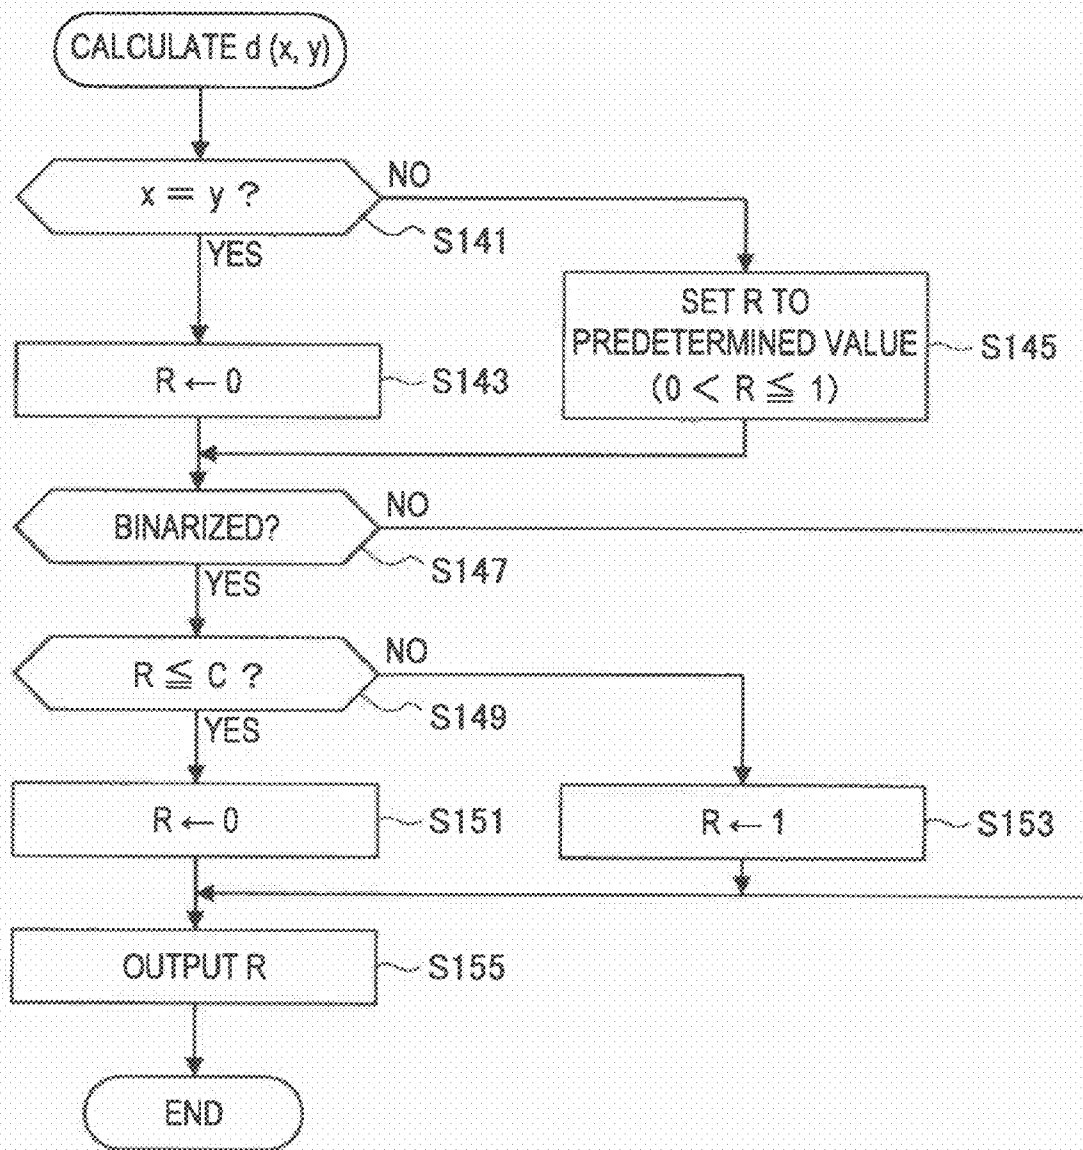 CALCULATE d (x, y)
x = y ?
NO
S141
YES
SET R TO
PREDETERMINED VALUE
(0 < R ≦ 1)
S145
R ← 0
S143
BINARIZED?
NO
S147
YES
R ≦ C ?
NO
S149
YES
R ← 0
S151
R ← 1
S153
OUTPUT R
S155
END